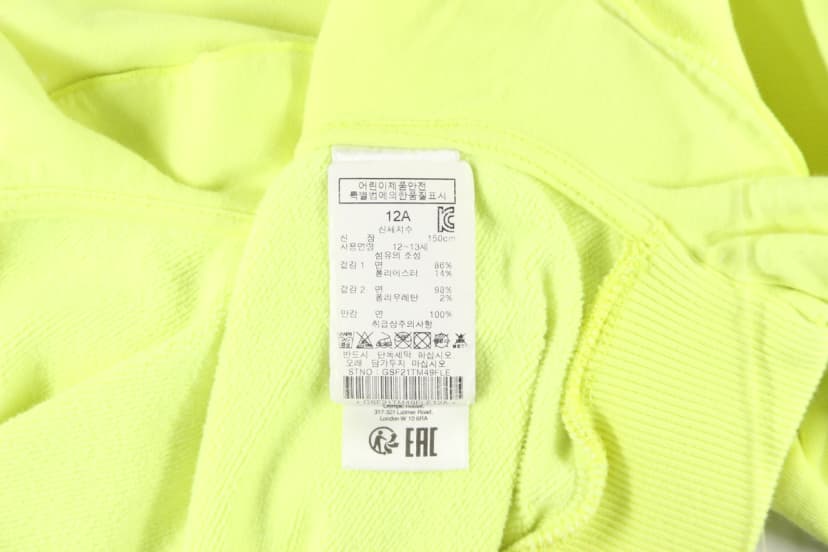 어린이제품안전
특별법에의한품질표시
12A
신체치수
신 장 150cm
사용연령 12~13세
섬유의 조성
겉감 1 면 86%
폴리에스터 14%
겉감 2 면 98%
폴리우레탄 2%
안감 면 100%
취급상주의사항
반드시 단독세탁 하십시오
오래 담가두지 마십시오
STNO : GSF21TM49FLE
317-321 Latimer Road,
London W 10 6RA
EAC